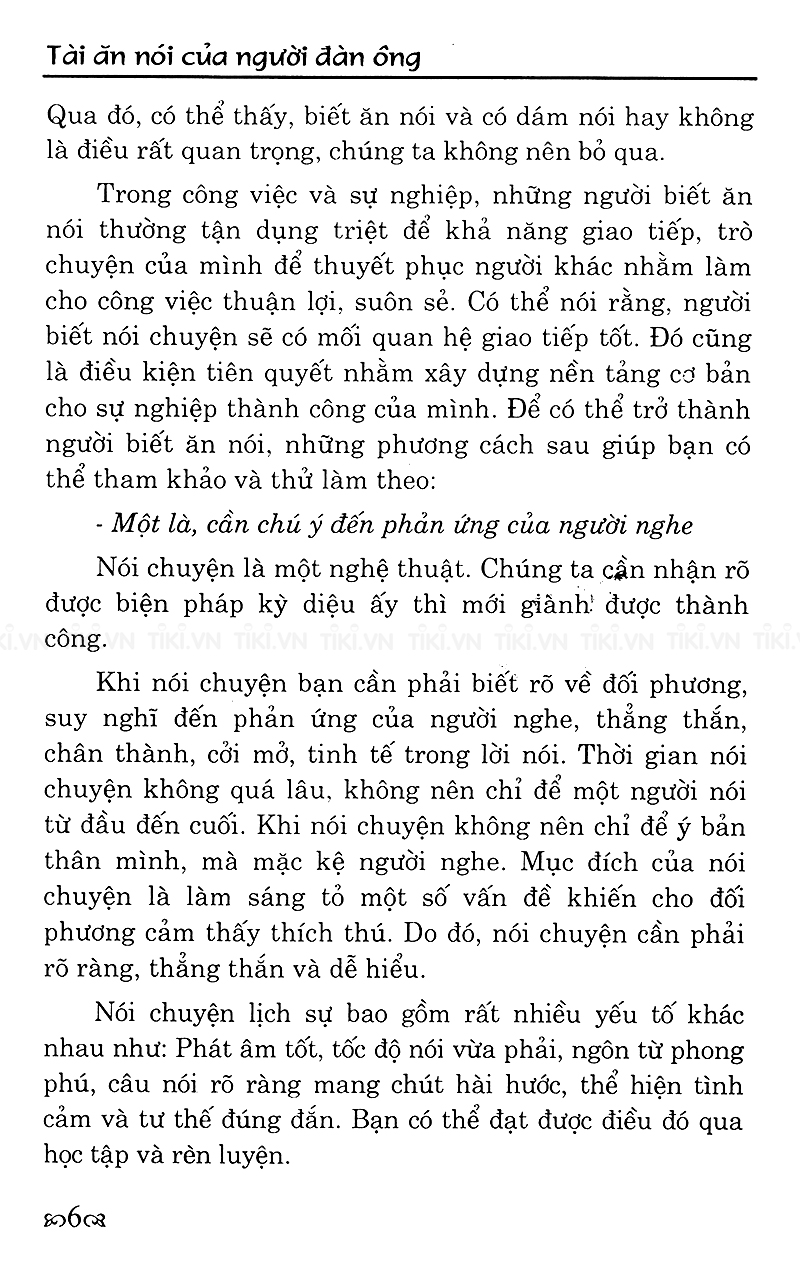 Tài ăn nói của người đàn ông
Qua đó, có thể thấy, biết ăn nói và có dám nói hay không
là điều rất quan trọng, chúng ta không nên bỏ qua.
Trong công việc và sự nghiệp, những người biết ăn
nói thường tận dụng triệt để khả năng giao tiếp, trò
chuyện của mình để thuyết phục người khác nhằm làm
cho công việc thuận lợi, suôn sẻ. Có thể nói rằng, người
biết nói chuyện sẽ có mối quan hệ giao tiếp tốt. Đó cũng
là điều kiện tiên quyết nhằm xây dựng nền tảng cơ bản
cho sự nghiệp thành công của mình. Để có thể trở thành
người biết ăn nói, những phương cách sau giúp bạn có
thể tham khảo và thử làm theo:
- Một là, cần chú ý đến phản ứng của người nghe
Nói chuyện là một nghệ thuật. Chúng ta cần nhận rõ
được biện pháp kỳ diệu ấy thì mới giành được thành
công.
TIKI.VN TIKI.VN TIKI.VN TIKI.VN TIKI.VN TIKI.VN TIKI.VN TIKI.VN
Khi nói chuyện bạn cần phải biết rõ về đối phương,
suy nghĩ đến phản ứng của người nghe, thẳng thắn,
chân thành, cởi mở, tinh tế trong lời nói. Thời gian nói
chuyện không quá lâu, không nên chỉ để một người nói
từ đầu đến cuối. Khi nói chuyện không nên chỉ để ý bản
thân mình, mà mặc kệ người nghe. Mục đích của nói
chuyện là làm sáng tỏ một số vấn đề khiến cho đối
phương cảm thấy thích thú. Do đó, nói chuyện cần phải
rõ ràng, thẳng thắn và dễ hiểu.
Nói chuyện lịch sự bao gồm rất nhiều yếu tố khác
nhau như: Phát âm tốt, tốc độ nói vừa phải, ngôn từ phong
phú, câu nói rõ ràng mang chút hài hước, thể hiện tình
cảm và tư thế đúng đắn. Bạn có thể đạt được điều đó qua
học tập và rèn luyện.
6